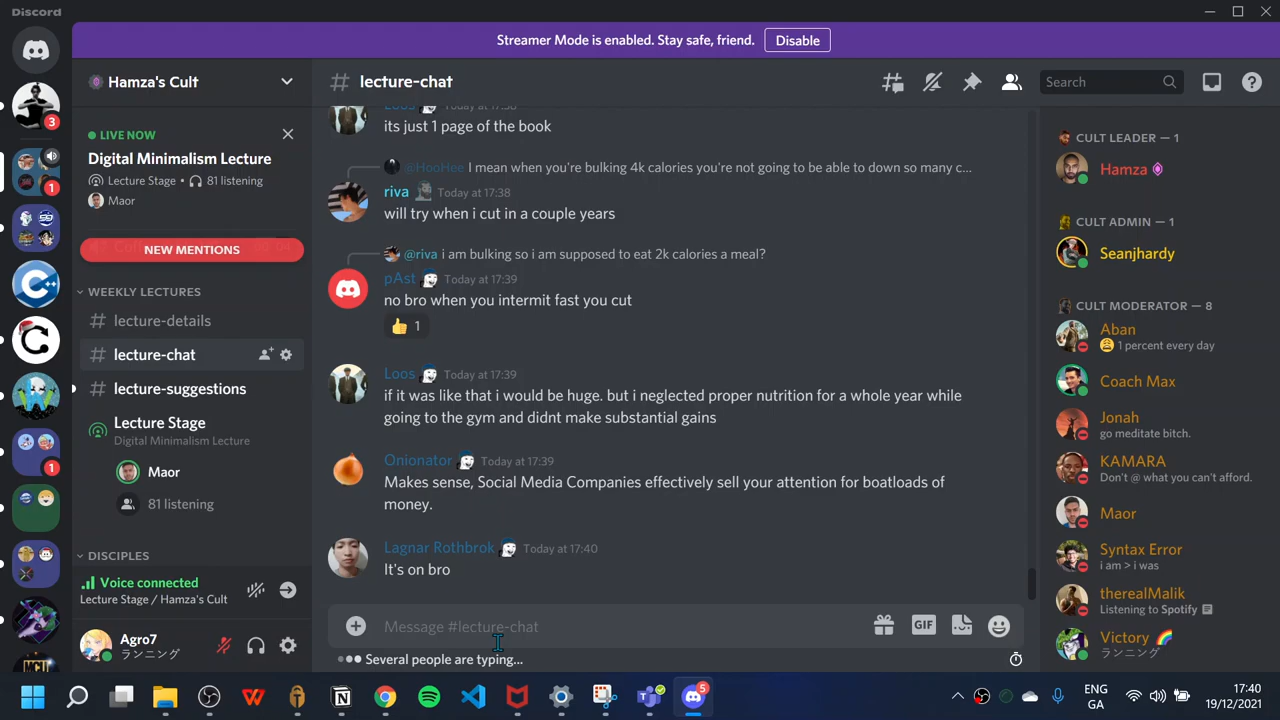 Discord
Streamer Mode is enabled. Stay safe, friend.
Disable
3
1
1
MCU
Hamza's Cult
LIVE NOW
Digital Minimalism Lecture
Lecture Stage • 81 listening
Maor
NEW MENTIONS
WEEKLY LECTURES
lecture-details
lecture-chat
lecture-suggestions
Lecture Stage
Digital Minimalism Lecture
Maor
81 listening
DISCIPLES
Voice connected
Lecture Stage / Hamza's Cult
Agro7
ランニング
lecture-chat
Search
Loos Today at 17:38
its just 1 page of the book
@HooHee I mean when you're bulking 4k calories you're not going to be able to down so many c...
riva Today at 17:38
will try when i cut in a couple years
@riva i am bulking so i am supposed to eat 2k calories a meal?
pAst Today at 17:39
no bro when you intermit fast you cut
1
Loos Today at 17:39
if it was like that i would be huge. but i neglected proper nutrition for a whole year while
going to the gym and didnt make substantial gains
Onionator Today at 17:39
Makes sense, Social Media Companies effectively sell your attention for boatloads of
money.
Lagnar Rothbrok Today at 17:40
It's on bro
Message #lecture-chat
GIF
Several people are typing...
CULT LEADER — 1
Hamza
CULT ADMIN — 1
Seanjhardy
CULT MODERATOR — 8
Aban
1 percent every day
Coach Max
Jonah
go meditate bitch.
KAMARA
Don't @ what you can't afford.
Maor
Syntax Error
i am > i was
therealMalik
Listening to Spotify
Victory
ランニング
5
ENG
GA
17:40
19/12/2021